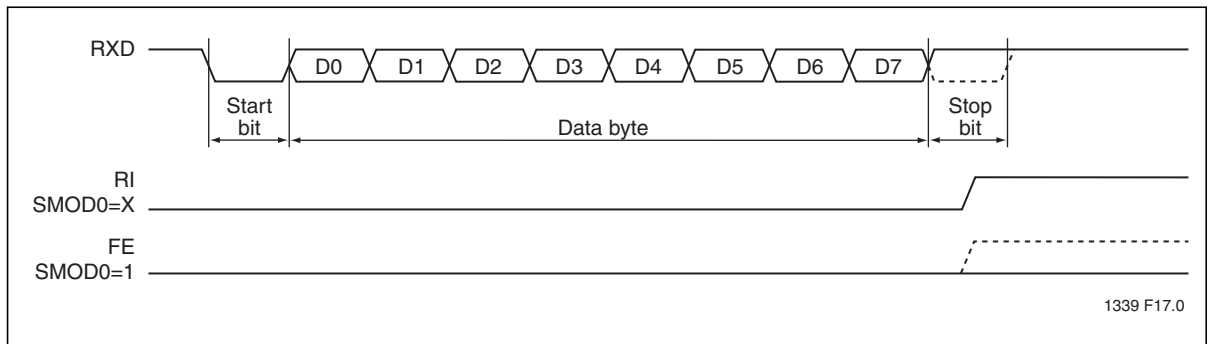 RXD
D0 D1 D2 D3 D4 D5 D6 D7
Start
bit
Data byte
Stop
bit
RI
SMOD0=X
FE
SMOD0=1
1339 F17.0